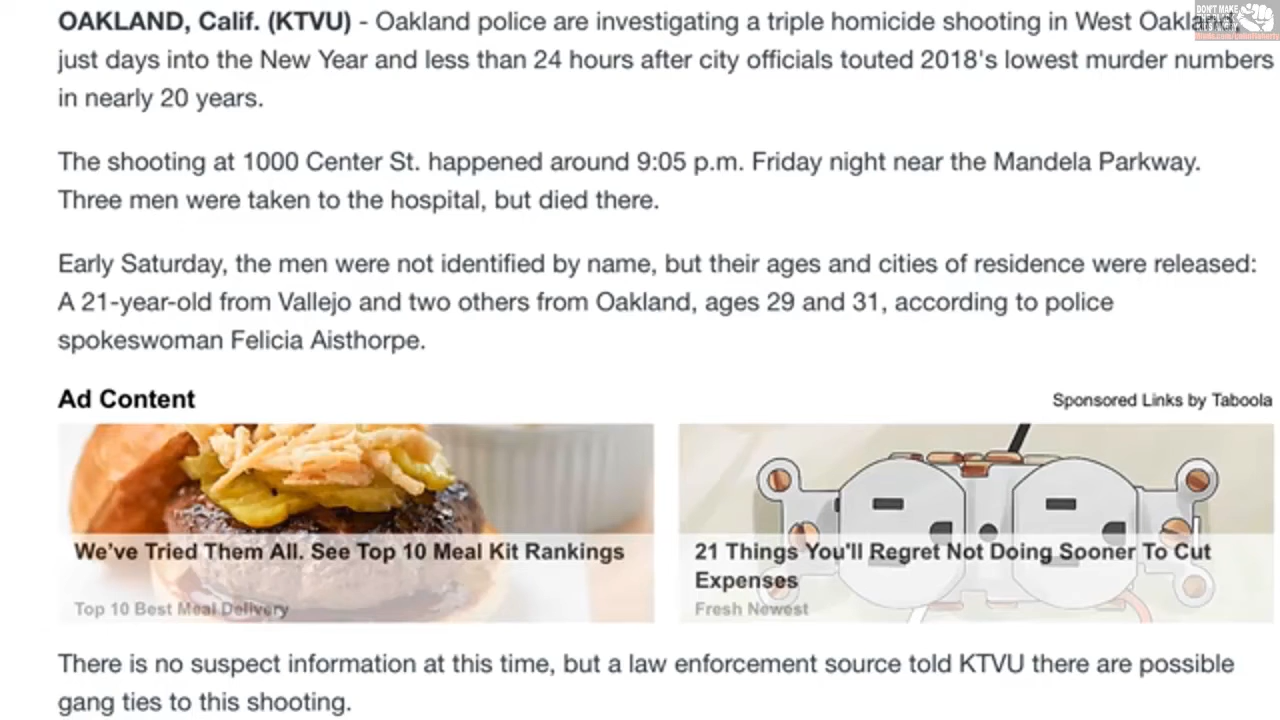 OAKLAND, Calif. (KTVU) - Oakland police are investigating a triple homicide shooting in West Oakland,
just days into the New Year and less than 24 hours after city officials touted 2018's lowest murder numbers
in nearly 20 years.
The shooting at 1000 Center St. happened around 9:05 p.m. Friday night near the Mandela Parkway.
Three men were taken to the hospital, but died there.
Early Saturday, the men were not identified by name, but their ages and cities of residence were released:
A 21-year-old from Vallejo and two others from Oakland, ages 29 and 31, according to police
spokeswoman Felicia Aisthorpe.
Ad Content
Sponsored Links by Taboola
We've Tried Them All. See Top 10 Meal Kit Rankings
Top 10 Best Meal Delivery
21 Things You'll Regret Not Doing Sooner To Cut
Expenses
Fresh Newest
There is no suspect information at this time, but a law enforcement source told KTVU there are possible
gang ties to this shooting.
DON'T MAKE